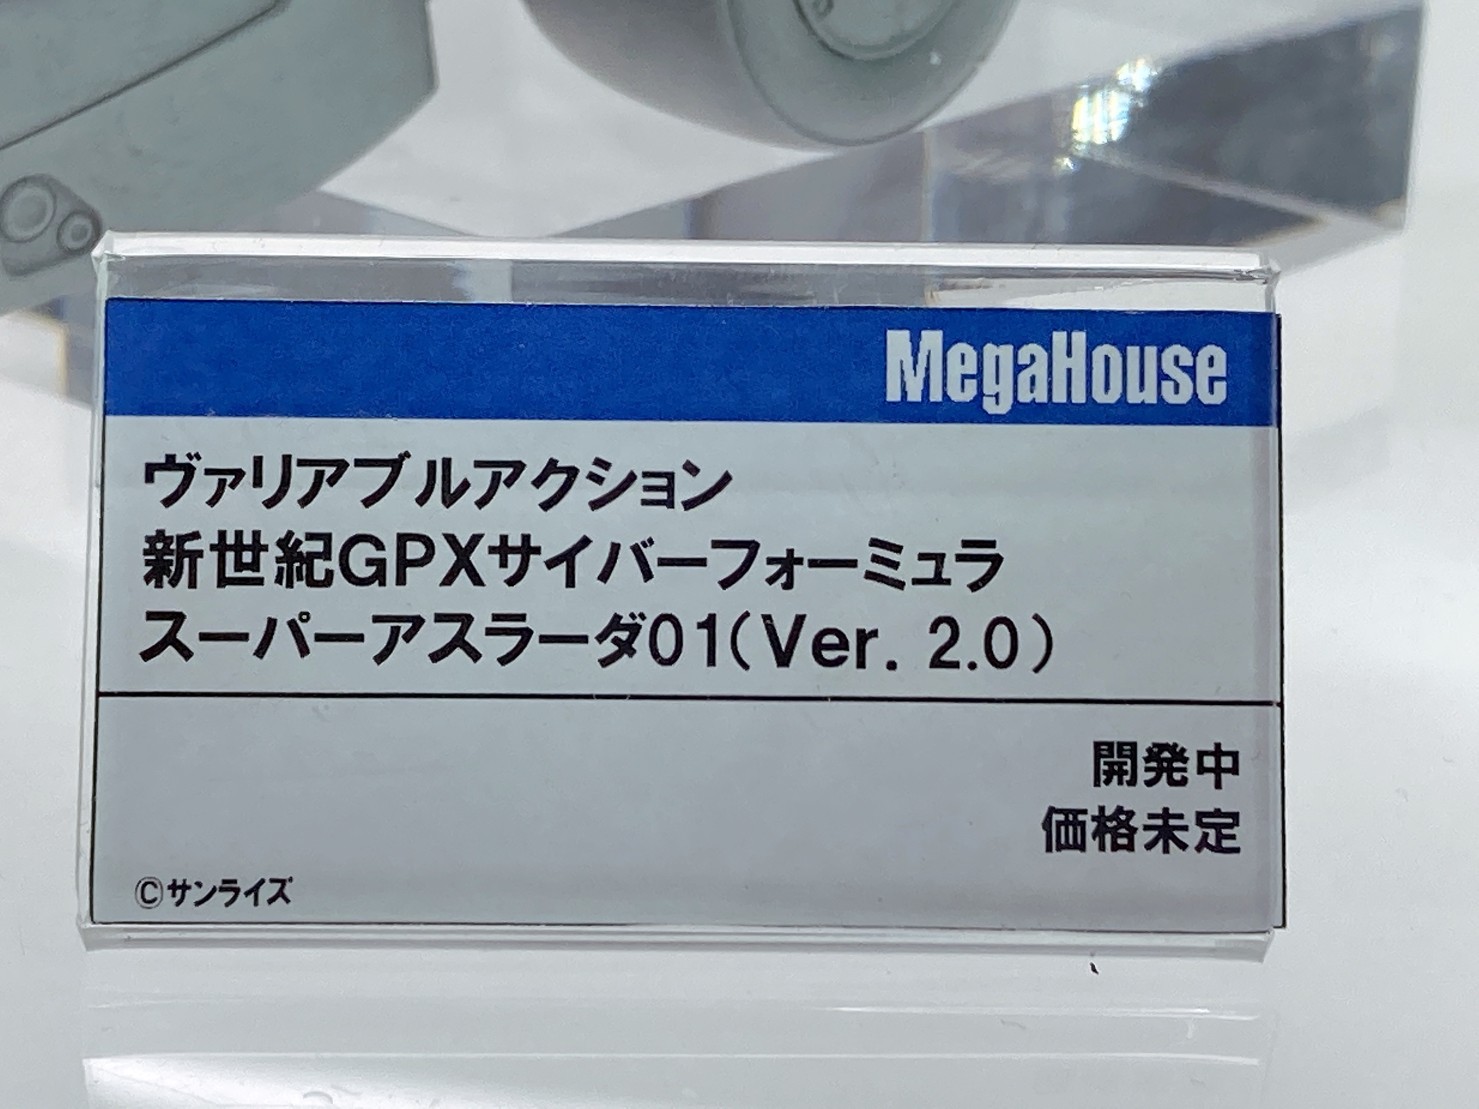 MegaHouse
ヴァリアブルアクション
新世紀GPXサイバーフォーミュラ
スーパーアスラーダ01(Ver. 2.0)
開発中
価格未定
©サンライズ